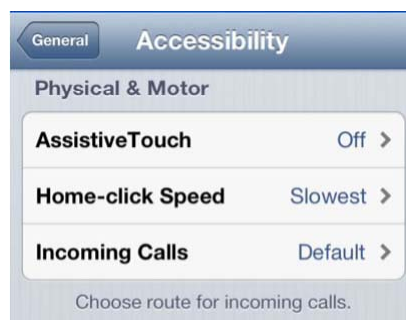 General
Accessibility
Physical & Motor
AssistiveTouch Off
Home-click Speed Slowest
Incoming Calls Default
Choose route for incoming calls.